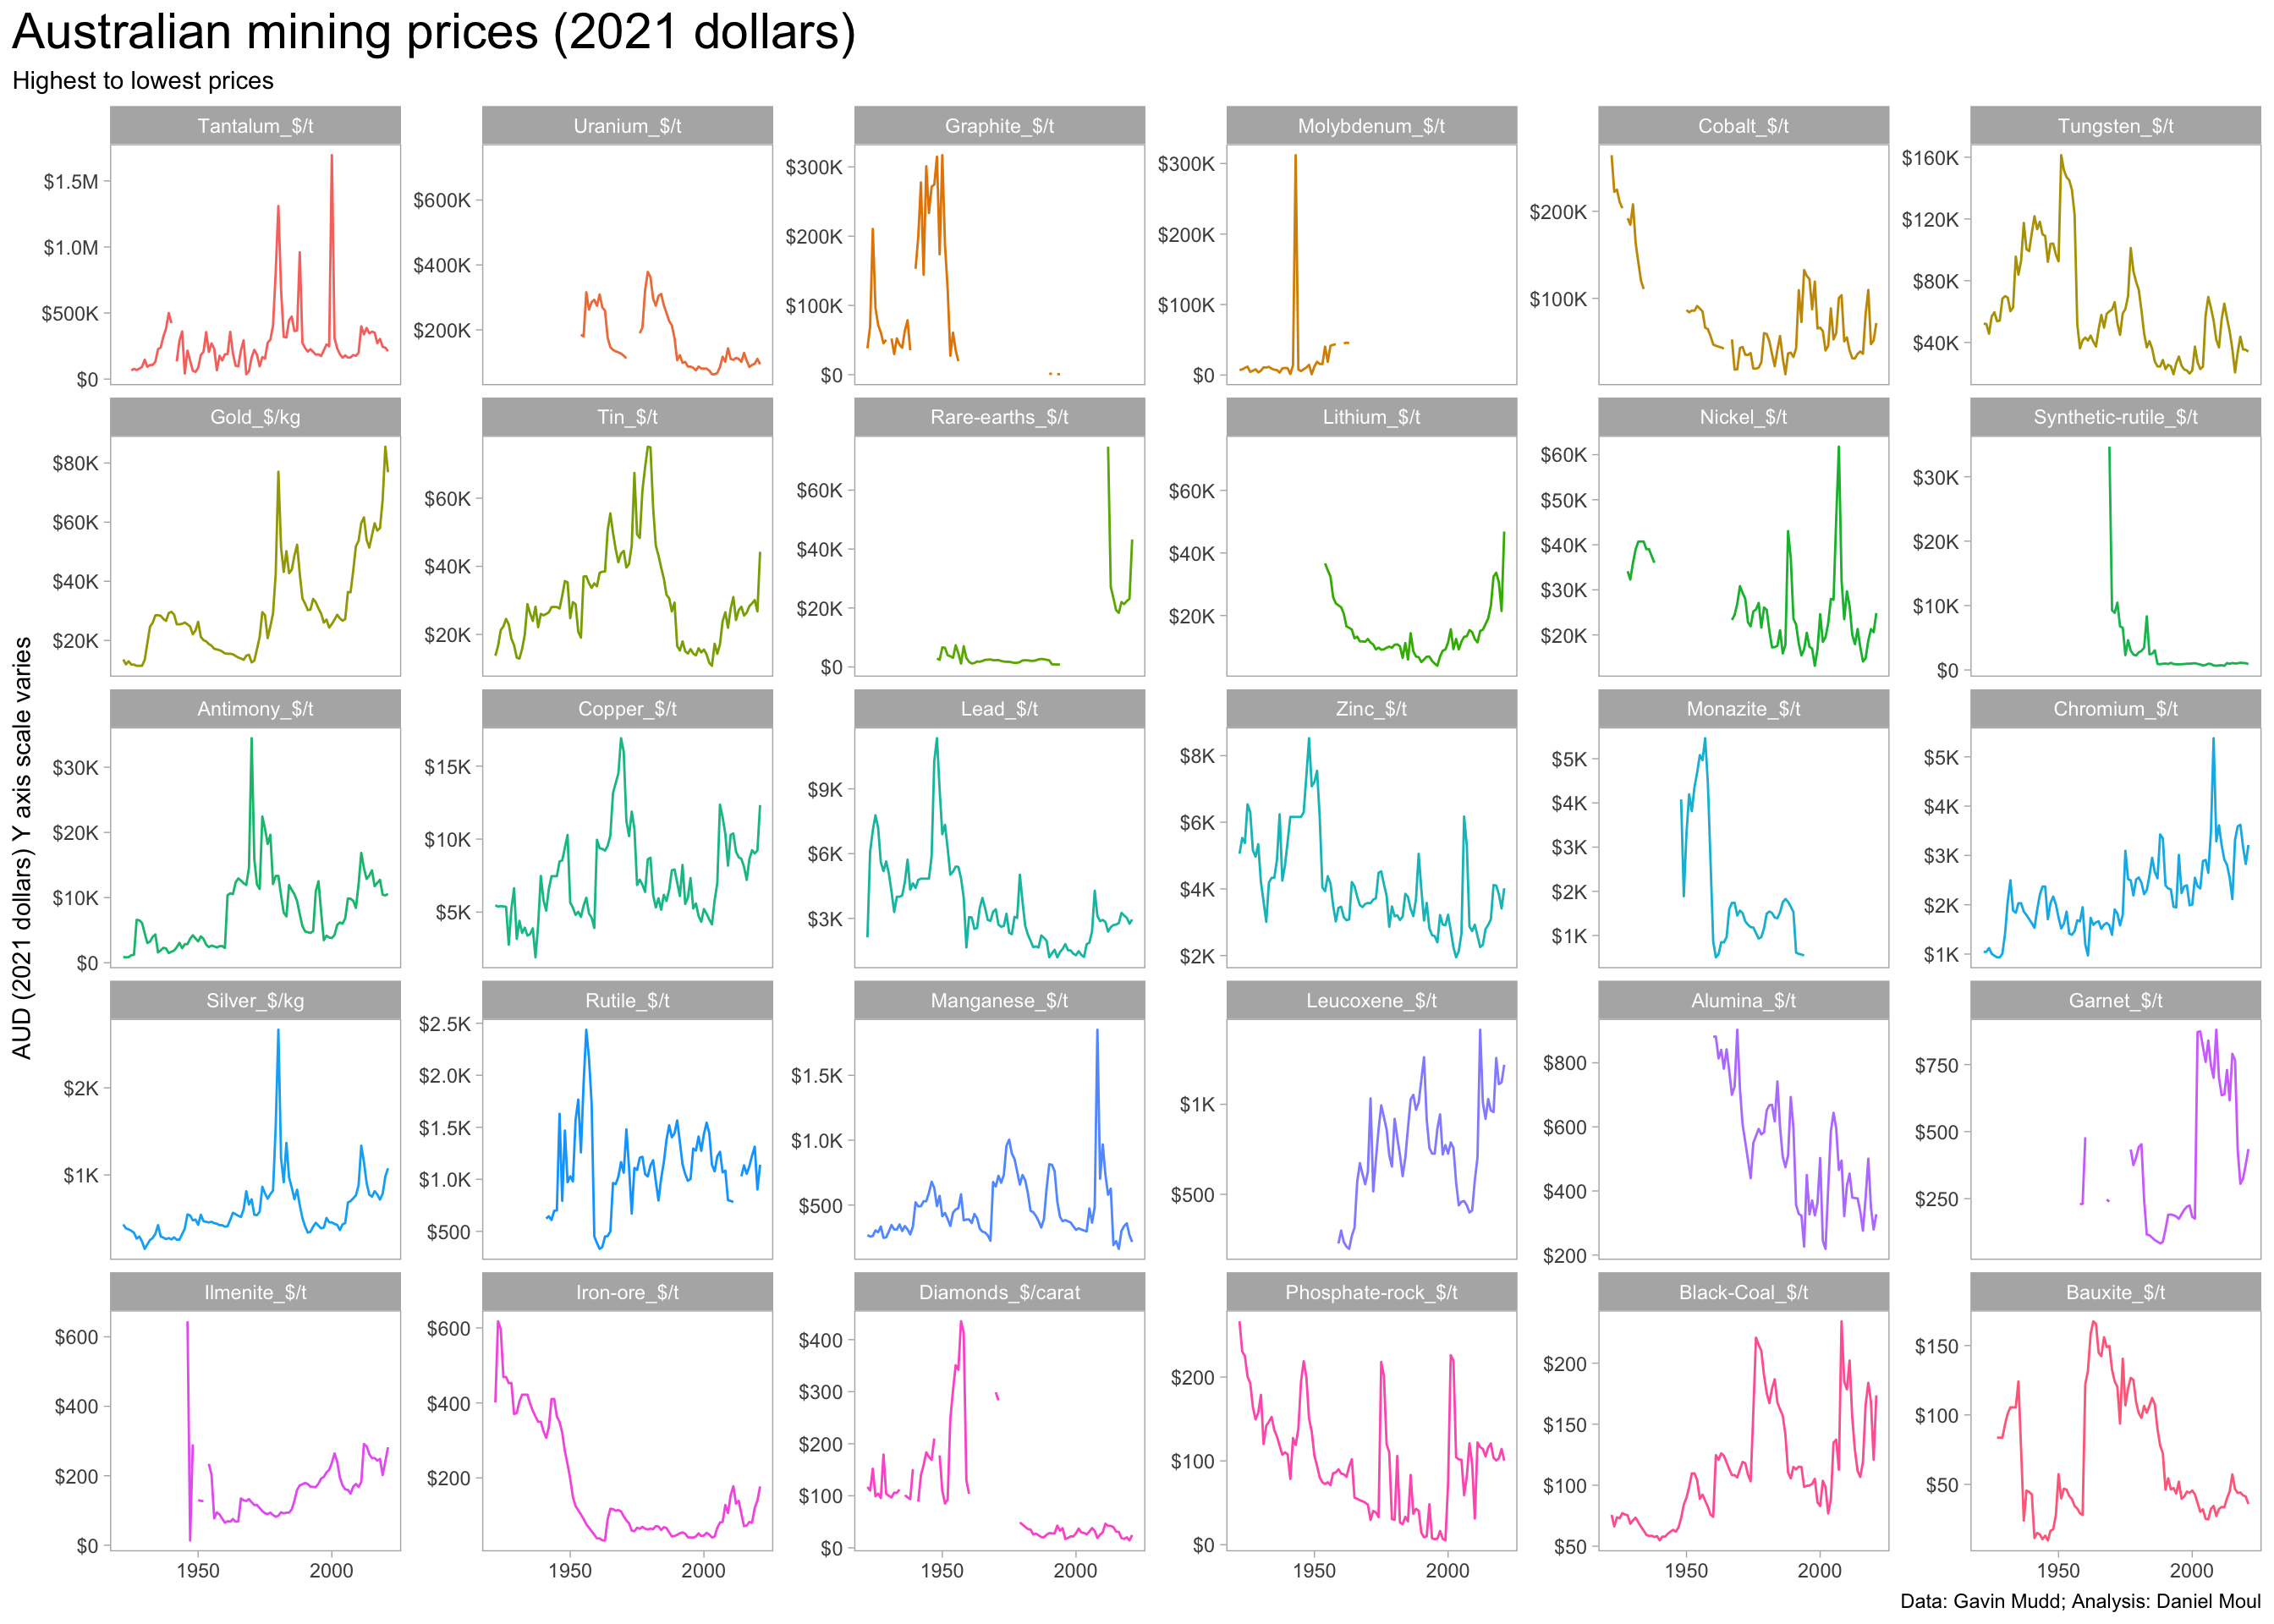 Australian mining prices (2021 dollars)
Highest to lowest prices
AUD (2021 dollars) Y axis scale varies
Tantalum_$/t
$1.5M
$1.0M
$500K
$0
Uranium_$/t
$600K
$400K
$200K
Graphite_$/t
$300K
$200K
$100K
$0
Molybdenum_$/t
$300K
$200K
$100K
$0
Cobalt_$/t
$200K
$100K
Tungsten_$/t
$160K
$120K
$80K
$40K
Gold_$/kg
$80K
$60K
$40K
$20K
Tin_$/t
$60K
$40K
$20K
Rare-earths_$/t
$60K
$40K
$20K
$0
Lithium_$/t
$60K
$40K
$20K
Nickel_$/t
$60K
$50K
$40K
$30K
$20K
Synthetic-rutile_$/t
$30K
$20K
$10K
$0
Antimony_$/t
$30K
$20K
$10K
$0
Copper_$/t
$15K
$10K
$5K
Lead_$/t
$9K
$6K
$3K
Zinc_$/t
$8K
$6K
$4K
$2K
Monazite_$/t
$5K
$4K
$3K
$2K
$1K
Chromium_$/t
$5K
$4K
$3K
$2K
$1K
Silver_$/kg
$2K
$1K
Rutile_$/t
$2.5K
$2.0K
$1.5K
$1.0K
$500
Manganese_$/t
$1.5K
$1.0K
$500
Leucoxene_$/t
$1K
$500
Alumina_$/t
$800
$600
$400
$200
Garnet_$/t
$750
$500
$250
Ilmenite_$/t
$600
$400
$200
$0
1950 2000
Iron-ore_$/t
$600
$400
$200
1950 2000
Diamonds_$/carat
$400
$300
$200
$100
$0
1950 2000
Phosphate-rock_$/t
$200
$100
$0
1950 2000
Black-Coal_$/t
$200
$150
$100
$50
1950 2000
Bauxite_$/t
$150
$100
$50
1950 2000
Data: Gavin Mudd; Analysis: Daniel Moul